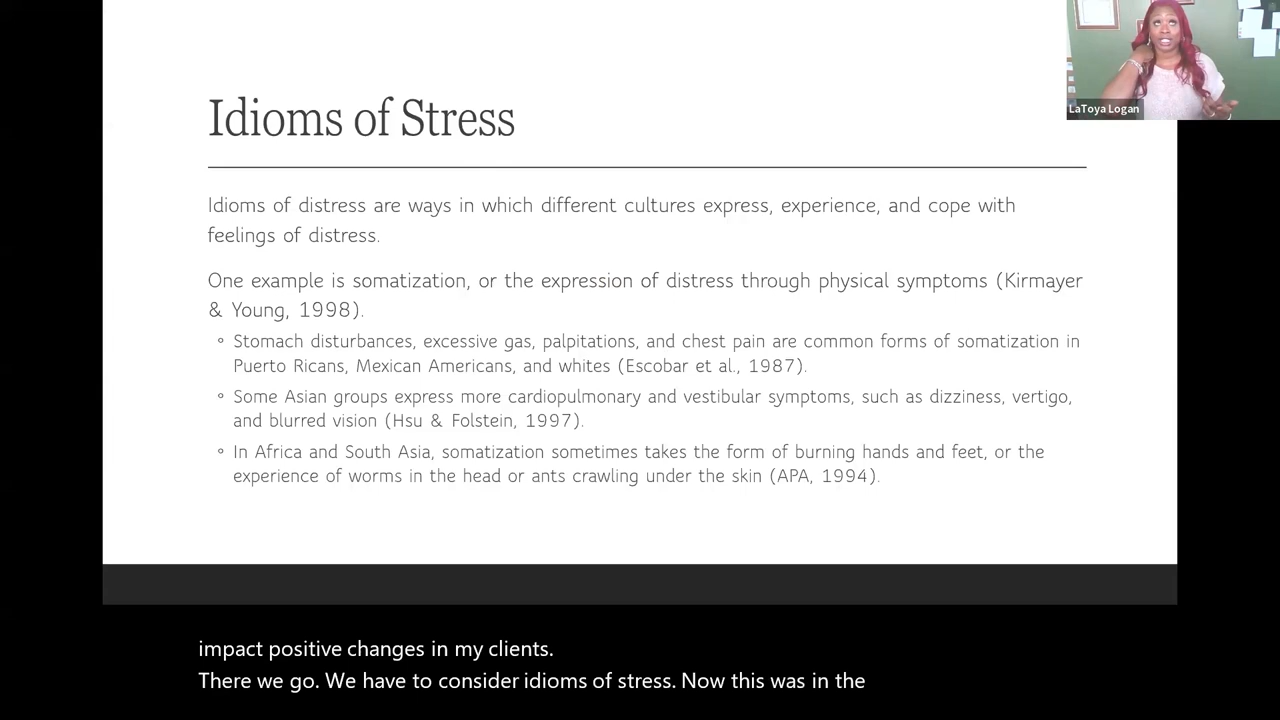 Idioms of Stress
LaToya Logan
Idioms of distress are ways in which different cultures express, experience, and cope with
feelings of distress.
One example is somatization, or the expression of distress through physical symptoms (Kirmayer
& Young, 1998).
◦ Stomach disturbances, excessive gas, palpitations, and chest pain are common forms of somatization in
Puerto Ricans, Mexican Americans, and whites (Escobar et al., 1987).
◦ Some Asian groups express more cardiopulmonary and vestibular symptoms, such as dizziness, vertigo,
and blurred vision (Hsu & Folstein, 1997).
◦ In Africa and South Asia, somatization sometimes takes the form of burning hands and feet, or the
experience of worms in the head or ants crawling under the skin (APA, 1994).
impact positive changes in my clients.
There we go. We have to consider idioms of stress. Now this was in the